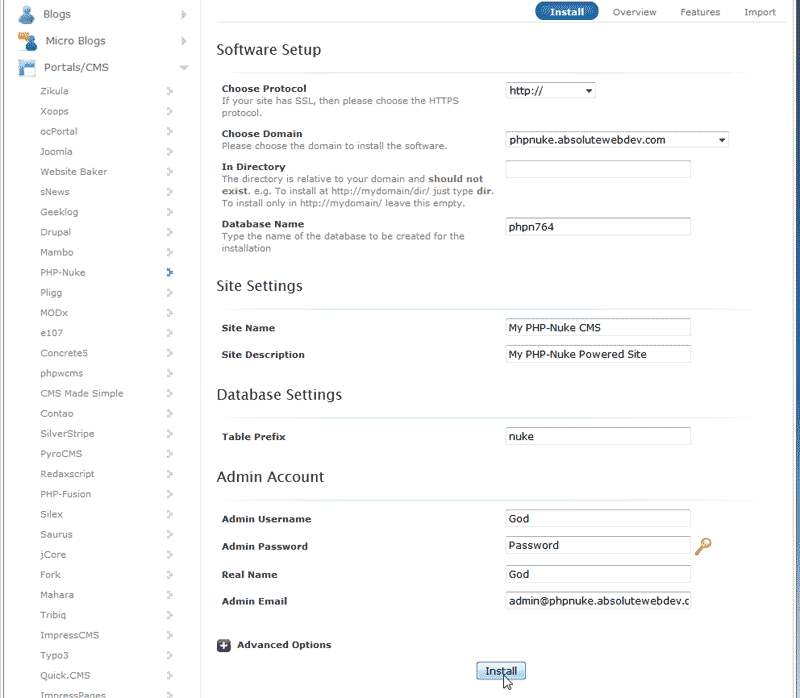 Blogs
Micro Blogs
Portals/CMS
Zikula
Xoops
ocPortal
Joomla
Website Baker
sNews
Geeklog
Drupal
Mambo
PHP-Nuke
Pligg
MODx
e107
Concrete5
phpwcms
CMS Made Simple
Contao
SilverStripe
PyroCMS
Redaxscript
PHP-Fusion
Silex
Saurus
jCore
Fork
Mahara
Tribiq
ImpressCMS
Typo3
Quick.CMS
ImpressPages
Install Overview Features Import
Software Setup
Choose Protocol
If your site has SSL, then please choose the HTTPS
protocol.
http://
Choose Domain
Please choose the domain to install the software.
phpnuke.absolutewebdev.com
In Directory
The directory is relative to your domain and should not
exist. e.g. To install at http://mydomain/dir/ just type dir.
To install only in http://mydomain/ leave this empty.
Database Name
Type the name of the database to be created for the
installation
phpn764
Site Settings
Site Name My PHP-Nuke CMS
Site Description My PHP-Nuke Powered Site
Database Settings
Table Prefix nuke
Admin Account
Admin Username God
Admin Password Password
Real Name God
Admin Email admin@phpnuke.absolutewebdev.c
Advanced Options
Install